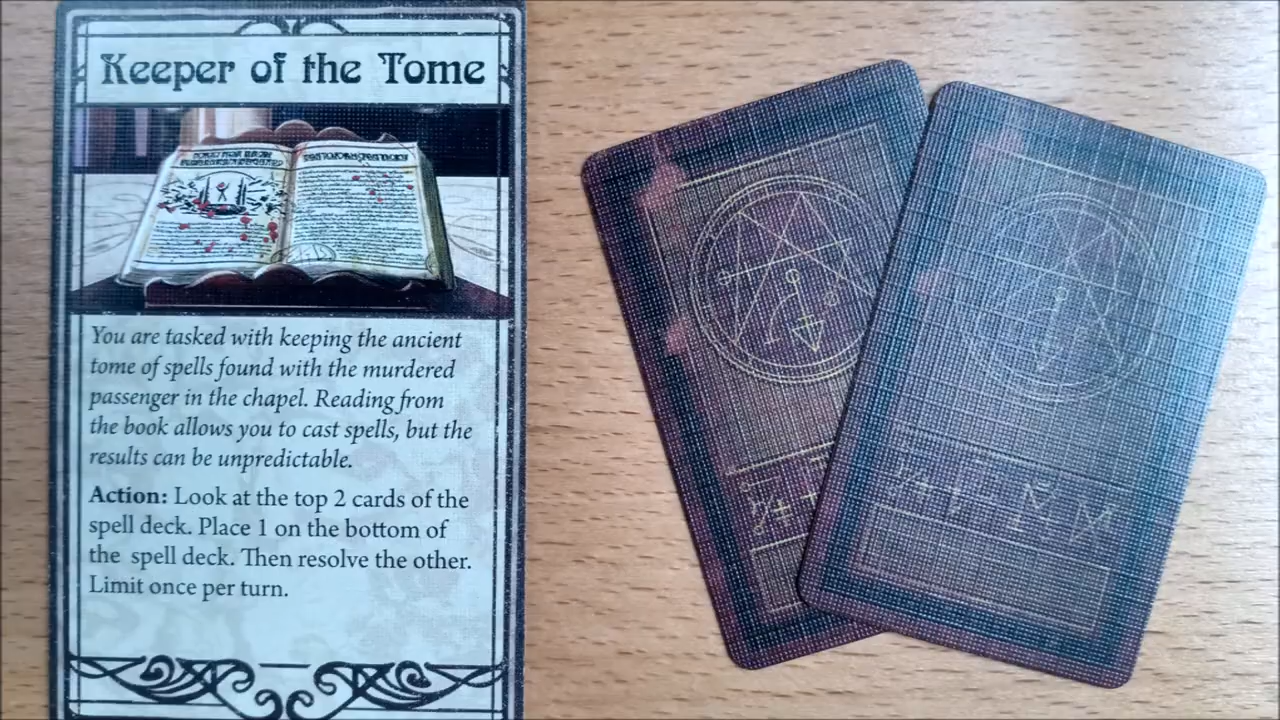 Keeper of the Tome
You are tasked with keeping the ancient
tome of spells found with the murdered
passenger in the chapel. Reading from
the book allows you to cast spells, but the
results can be unpredictable.
Action: Look at the top 2 cards of the
spell deck. Place 1 on the bottom of
the spell deck. Then resolve the other.
Limit once per turn.